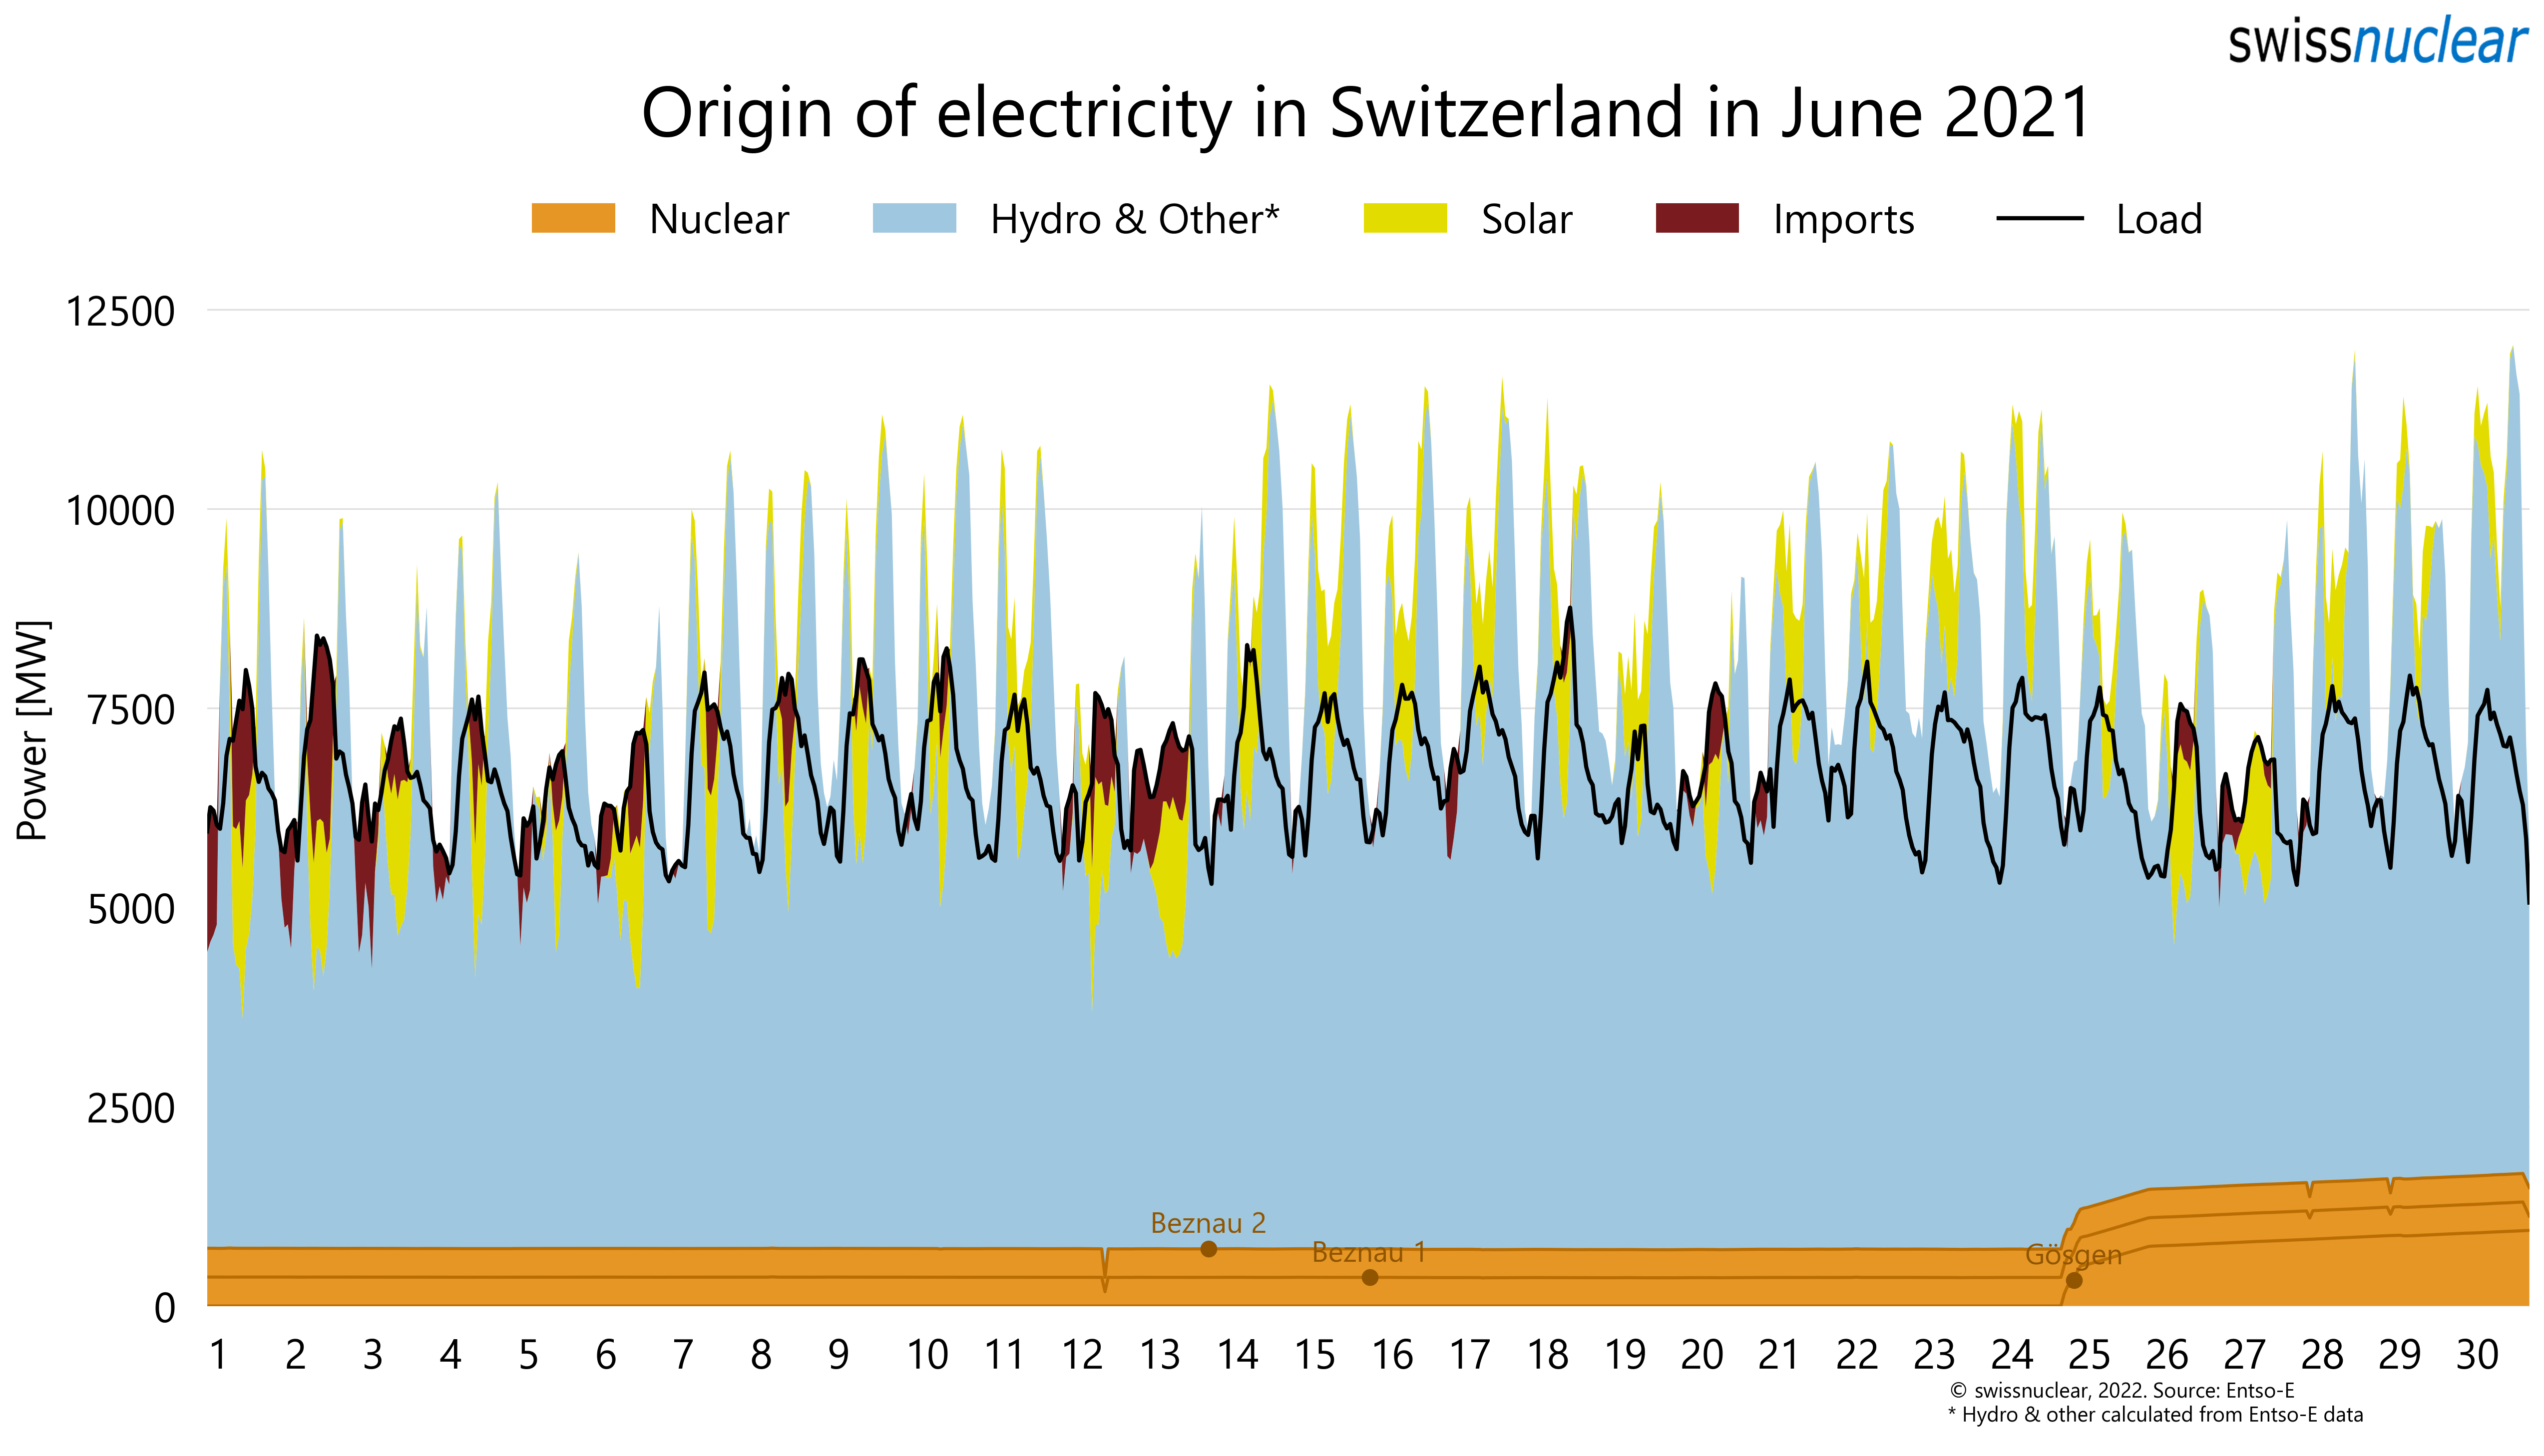 swissnuclear
Origin of electricity in Switzerland in June 2021
Nuclear Hydro & Other* Solar Imports Load
12500
10000
7500
5000
2500
0
Power [MW]
Beznau 2
Beznau 1
Gösgen
1 2 3 4 5 6 7 8 9 10 11 12 13 14 15 16 17 18 19 20 21 22 23 24 25 26 27 28 29 30
© swissnuclear, 2022. Source: Entso-E
* Hydro & other calculated from Entso-E data